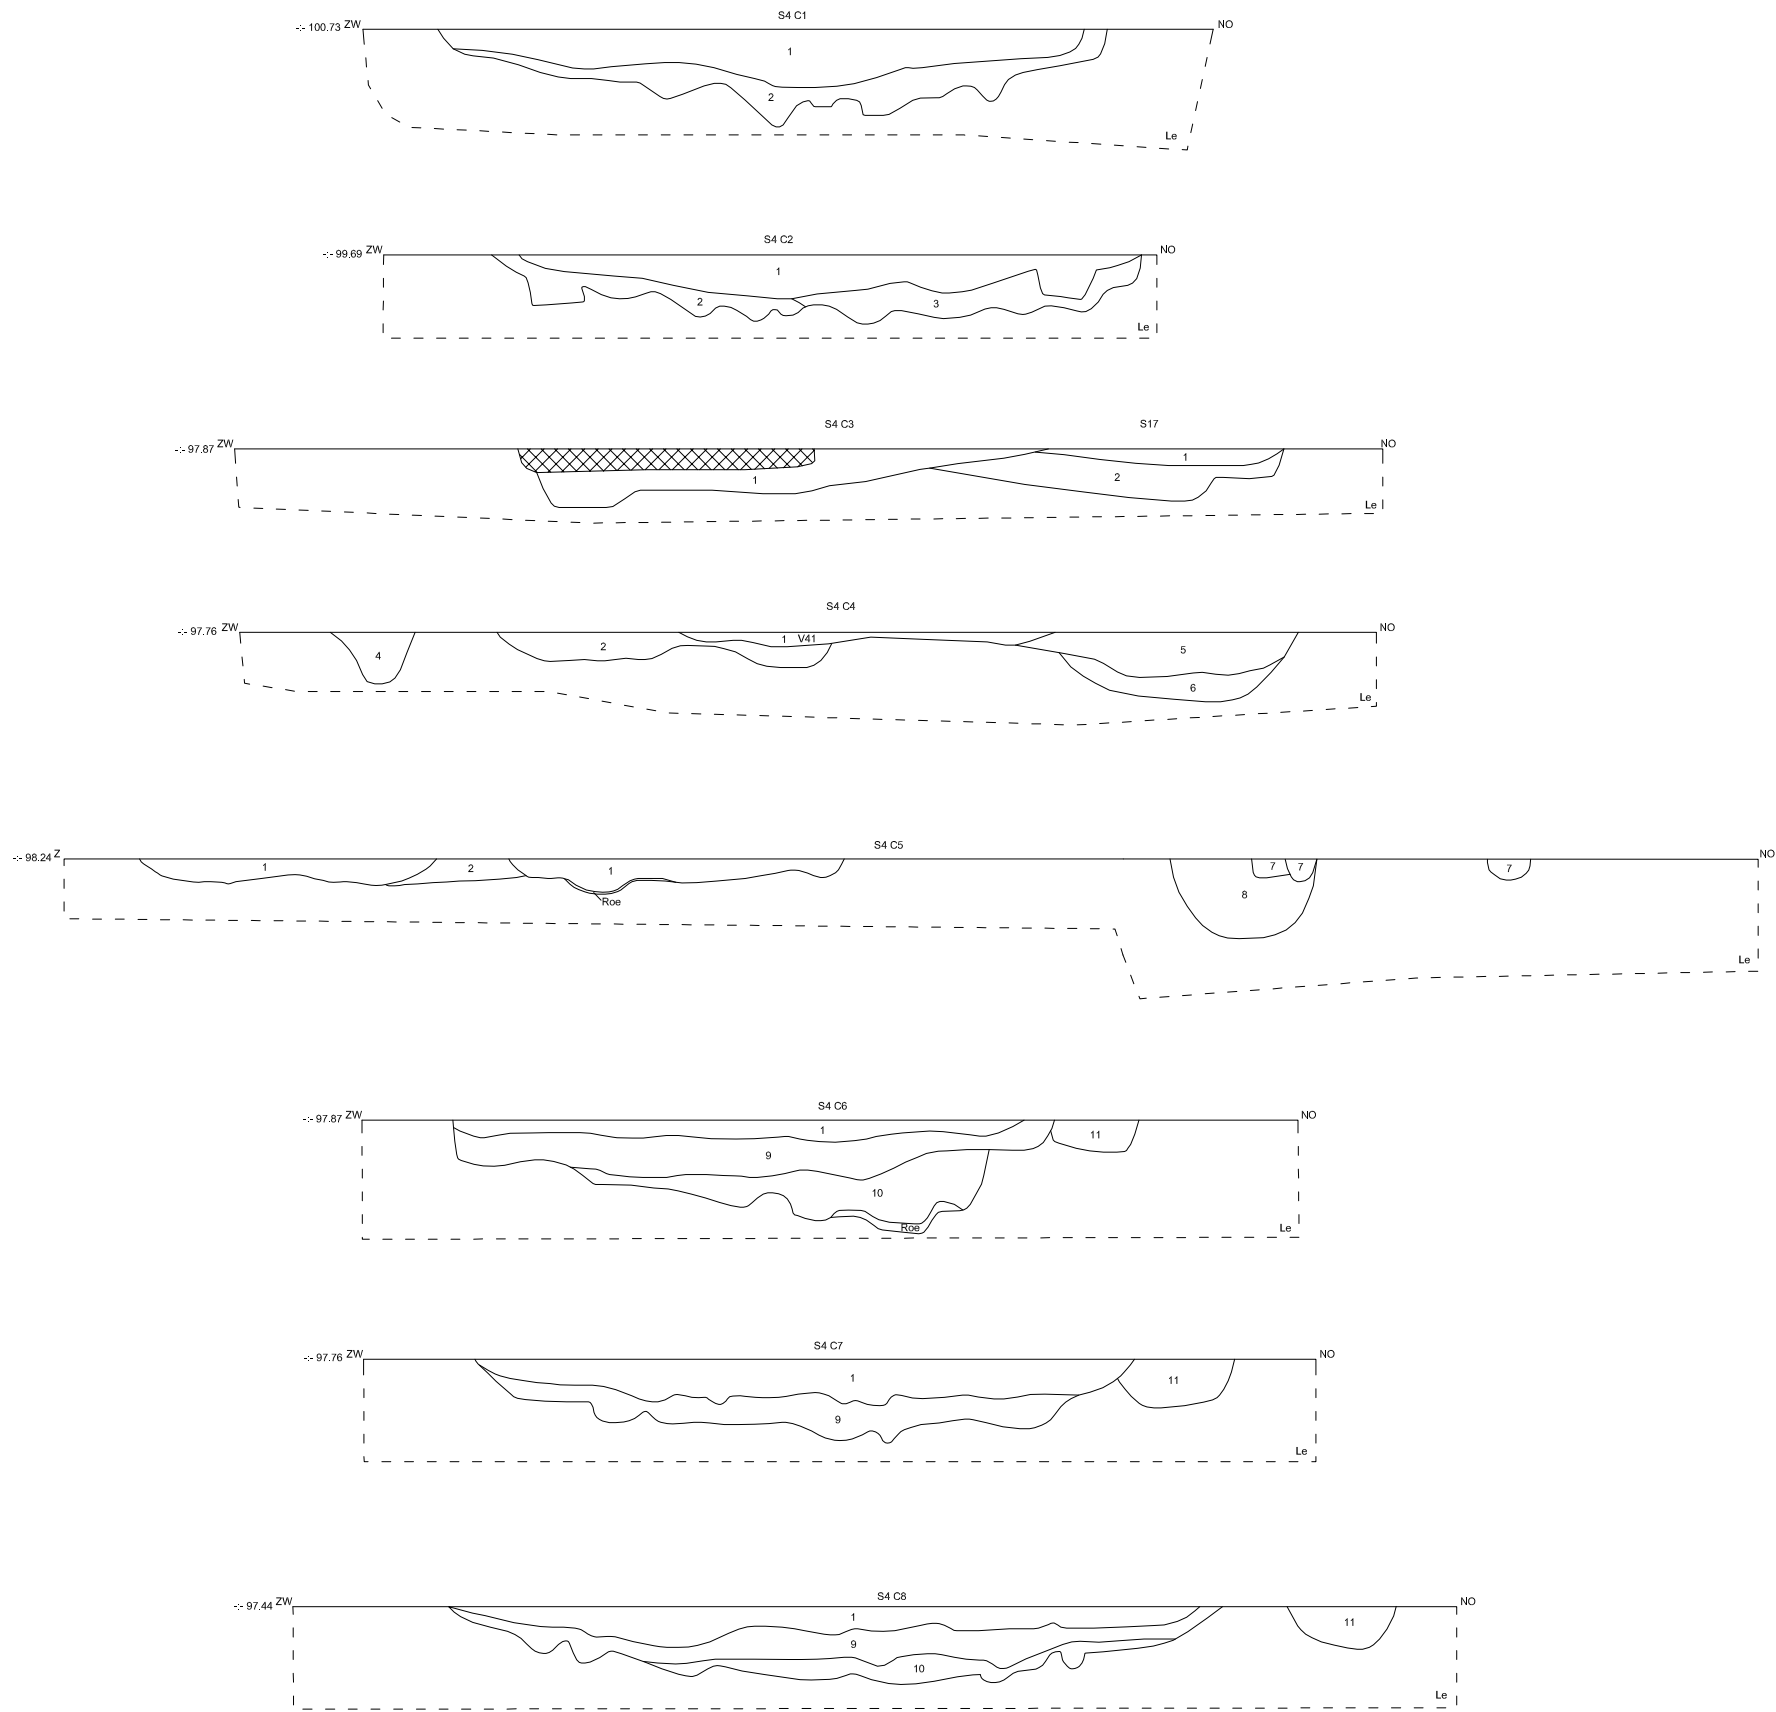 S4 C1
-:- 100.73 ZW NO
1
2
Le
S4 C2
-:- 99.69 ZW NO
1
2 3
Le
S4 C3 S17
-:- 97.87 ZW NO
1
1 2
Le
S4 C4
-:- 97.76 ZW NO
1 V41
4 2 5
6
Le
S4 C5
-:- 98.24 Z NO
1 2 1 7 7 7
8
Roe
Le
S4 C6
-:- 97.87 ZW NO
1 11
9
10
Roe Le
S4 C7
-:- 97.76 ZW NO
1 11
9
Le
S4 C8
-:- 97.44 ZW NO
1 11
9
10
Le